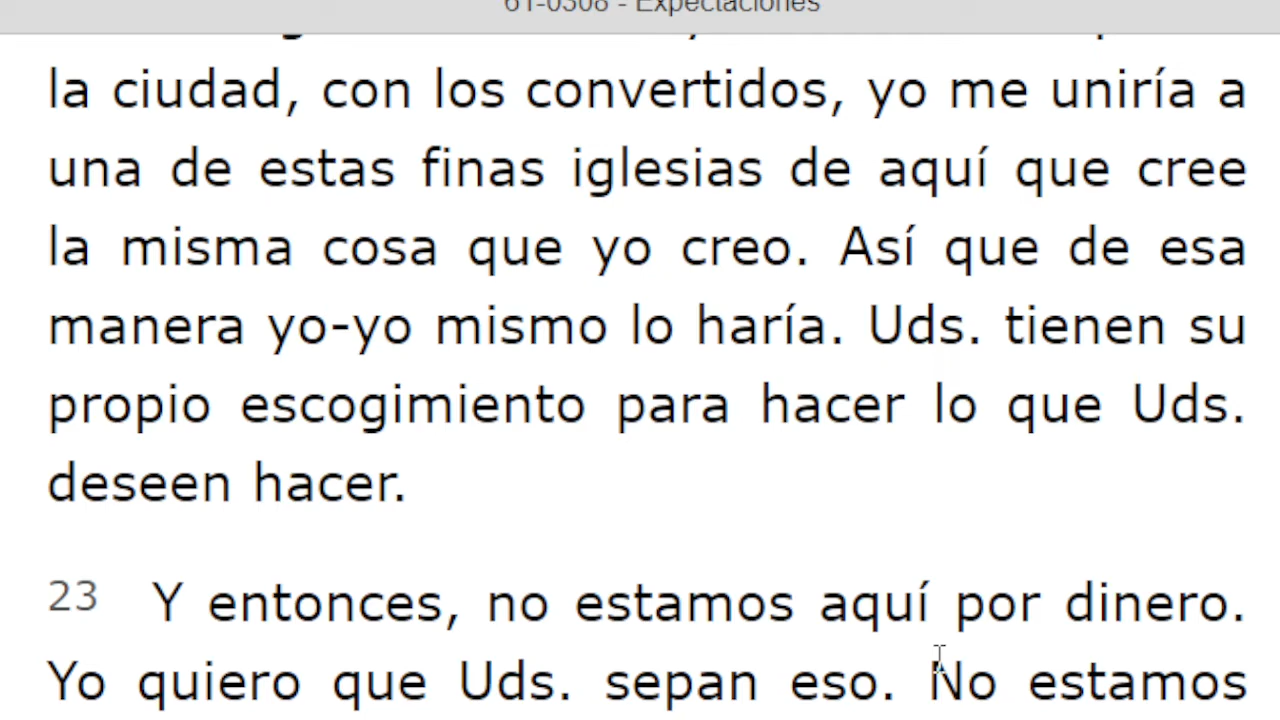 61-0308 - Expectaciones
la ciudad, con los convertidos, yo me uniría a
una de estas finas iglesias de aquí que cree
la misma cosa que yo creo. Así que de esa
manera yo-yo mismo lo haría. Uds. tienen su
propio escogimiento para hacer lo que Uds.
deseen hacer.
23 Y entonces, no estamos aquí por dinero.
Yo quiero que Uds. sepan eso. No estamos